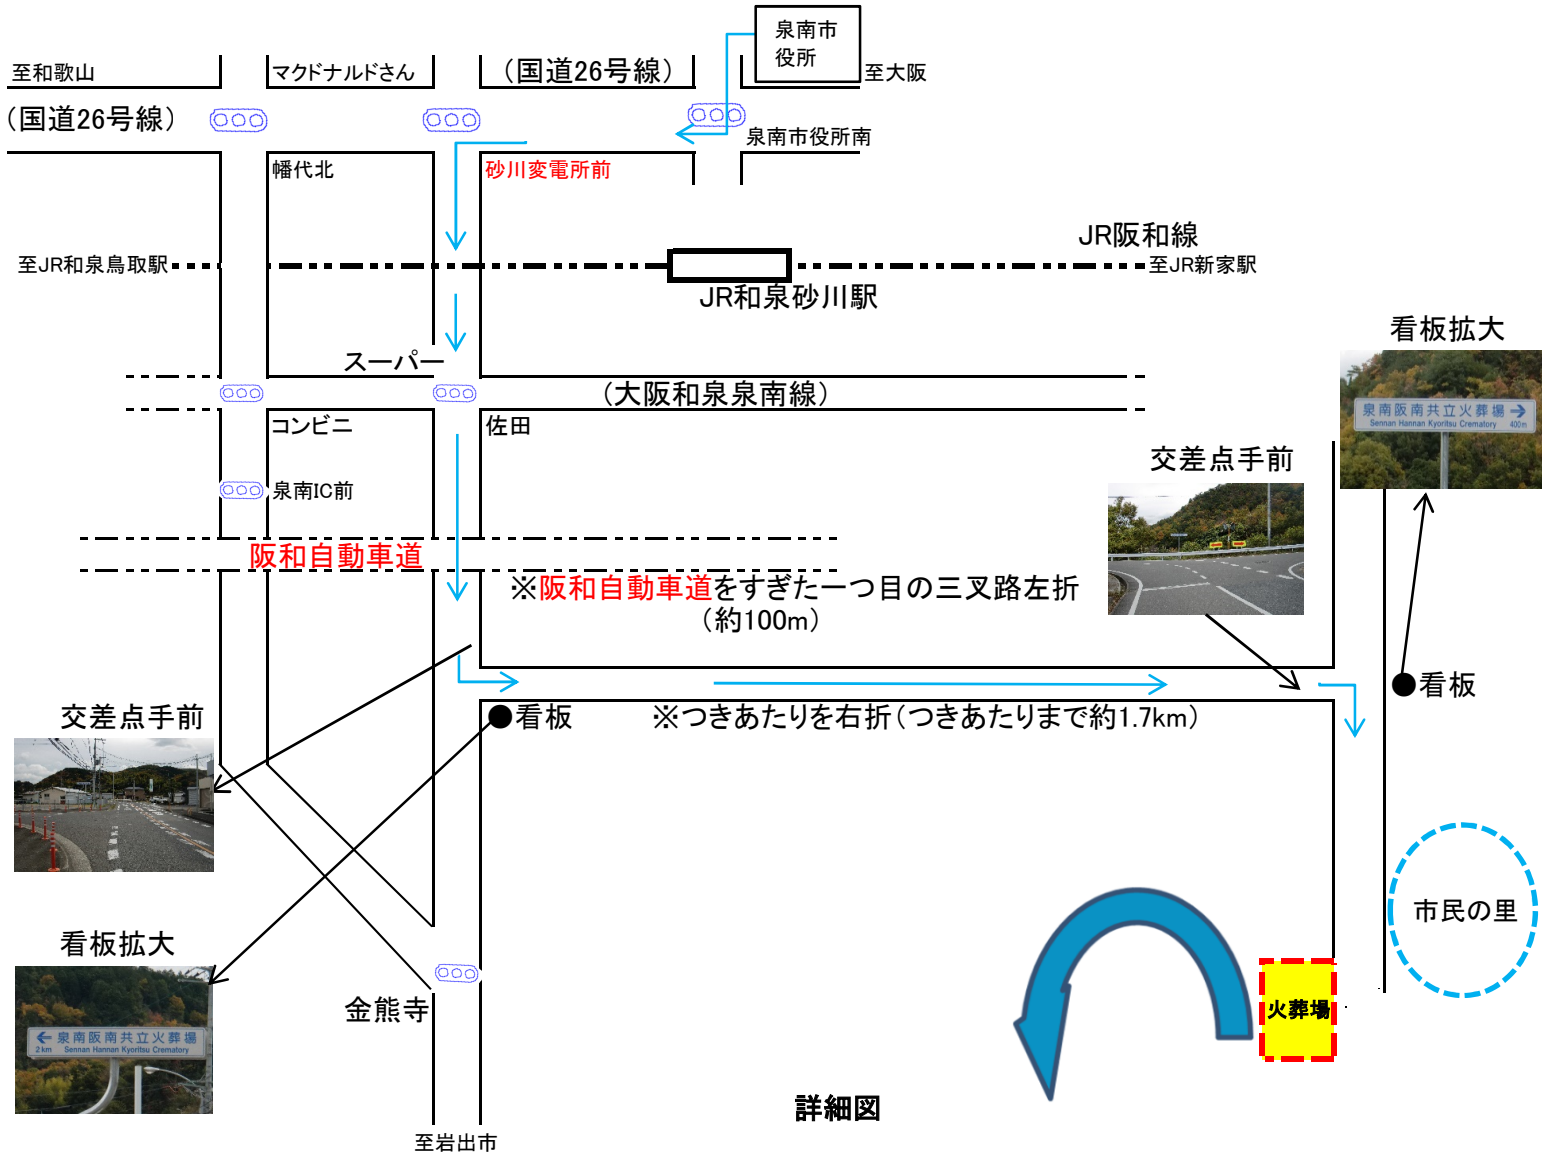 泉南市
役所
至和歌山
マクドナルドさん
(国道26号線)
至大阪
(国道26号線)
泉南市役所南
幡代北
砂川変電所前
JR阪和線
至JR和泉鳥取駅
至JR新家駅
JR和泉砂川駅
看板拡大
スーパー
(大阪和泉泉南線)
泉南阪南共立火葬場→
Sennan Hannan Kyoritsu Crematory 400m
コンビニ
佐田
交差点手前
泉南IC前
阪和自動車道
※阪和自動車道をすぎた一つ目の三叉路左折
(約100m)
●看板
交差点手前
●看板
※つきあたりを右折(つきあたりまで約1.7km)
市民の里
看板拡大
金熊寺
火葬場
←泉南阪南共立火葬場
2km Sennan Hannan Kyoritsu Crematory
詳細図
至岩出市